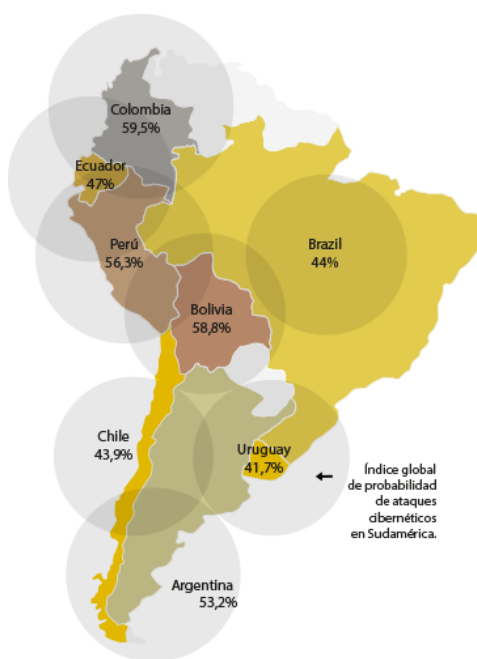 Colombia
59,5%
Ecuador
47%
Perú
56,3%
Brazil
44%
Bolivia
58,8%
Chile
43,9%
Uruguay
41,7%
Índice global
de probabilidad
de ataques
cibernéticos
en Sudamérica.
Argentina
53,2%